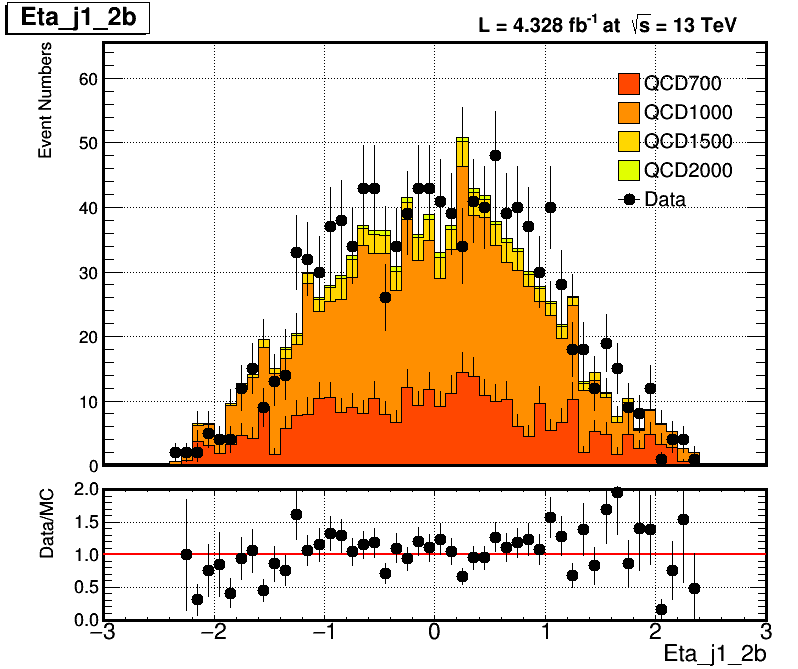 Eta_j1_2b
L = 4.328 fb⁻¹ at √s = 13 TeV
Event Numbers
60
50
40
30
20
10
0
QCD700
QCD1000
QCD1500
QCD2000
Data
Data/MC
2.0
1.5
1.0
0.5
0.0
−3 −2 −1 0 1 2 3
Eta_j1_2b